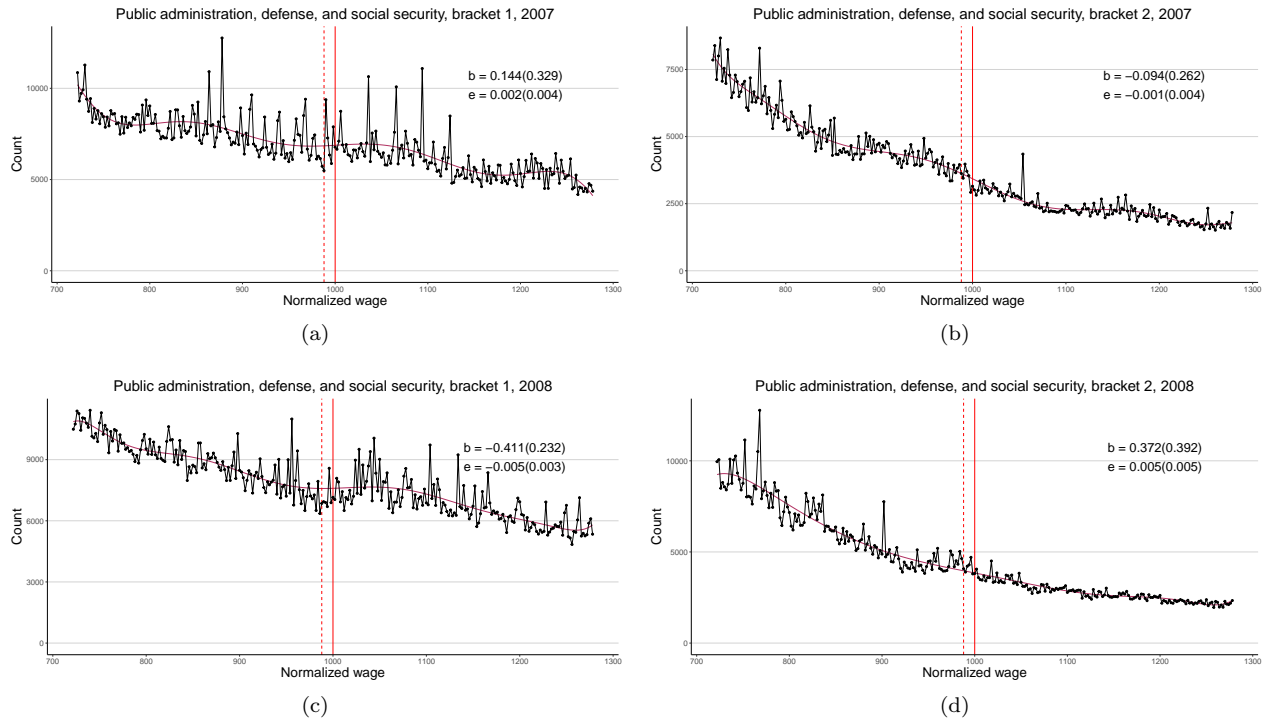 Public administration, defense, and social security, bracket 1, 2007
b = 0.144(0.329)
e = 0.002(0.004)
Count
10000
5000
0
700 800 900 1000 1100 1200 1300
Normalized wage
(a)
Public administration, defense, and social security, bracket 2, 2007
b = −0.094(0.262)
e = −0.001(0.004)
Count
7500
5000
2500
0
700 800 900 1000 1100 1200 1300
Normalized wage
(b)
Public administration, defense, and social security, bracket 1, 2008
b = −0.411(0.232)
e = −0.005(0.003)
Count
9000
6000
3000
0
700 800 900 1000 1100 1200 1300
Normalized wage
(c)
Public administration, defense, and social security, bracket 2, 2008
b = 0.372(0.392)
e = 0.005(0.005)
Count
10000
5000
0
700 800 900 1000 1100 1200 1300
Normalized wage
(d)